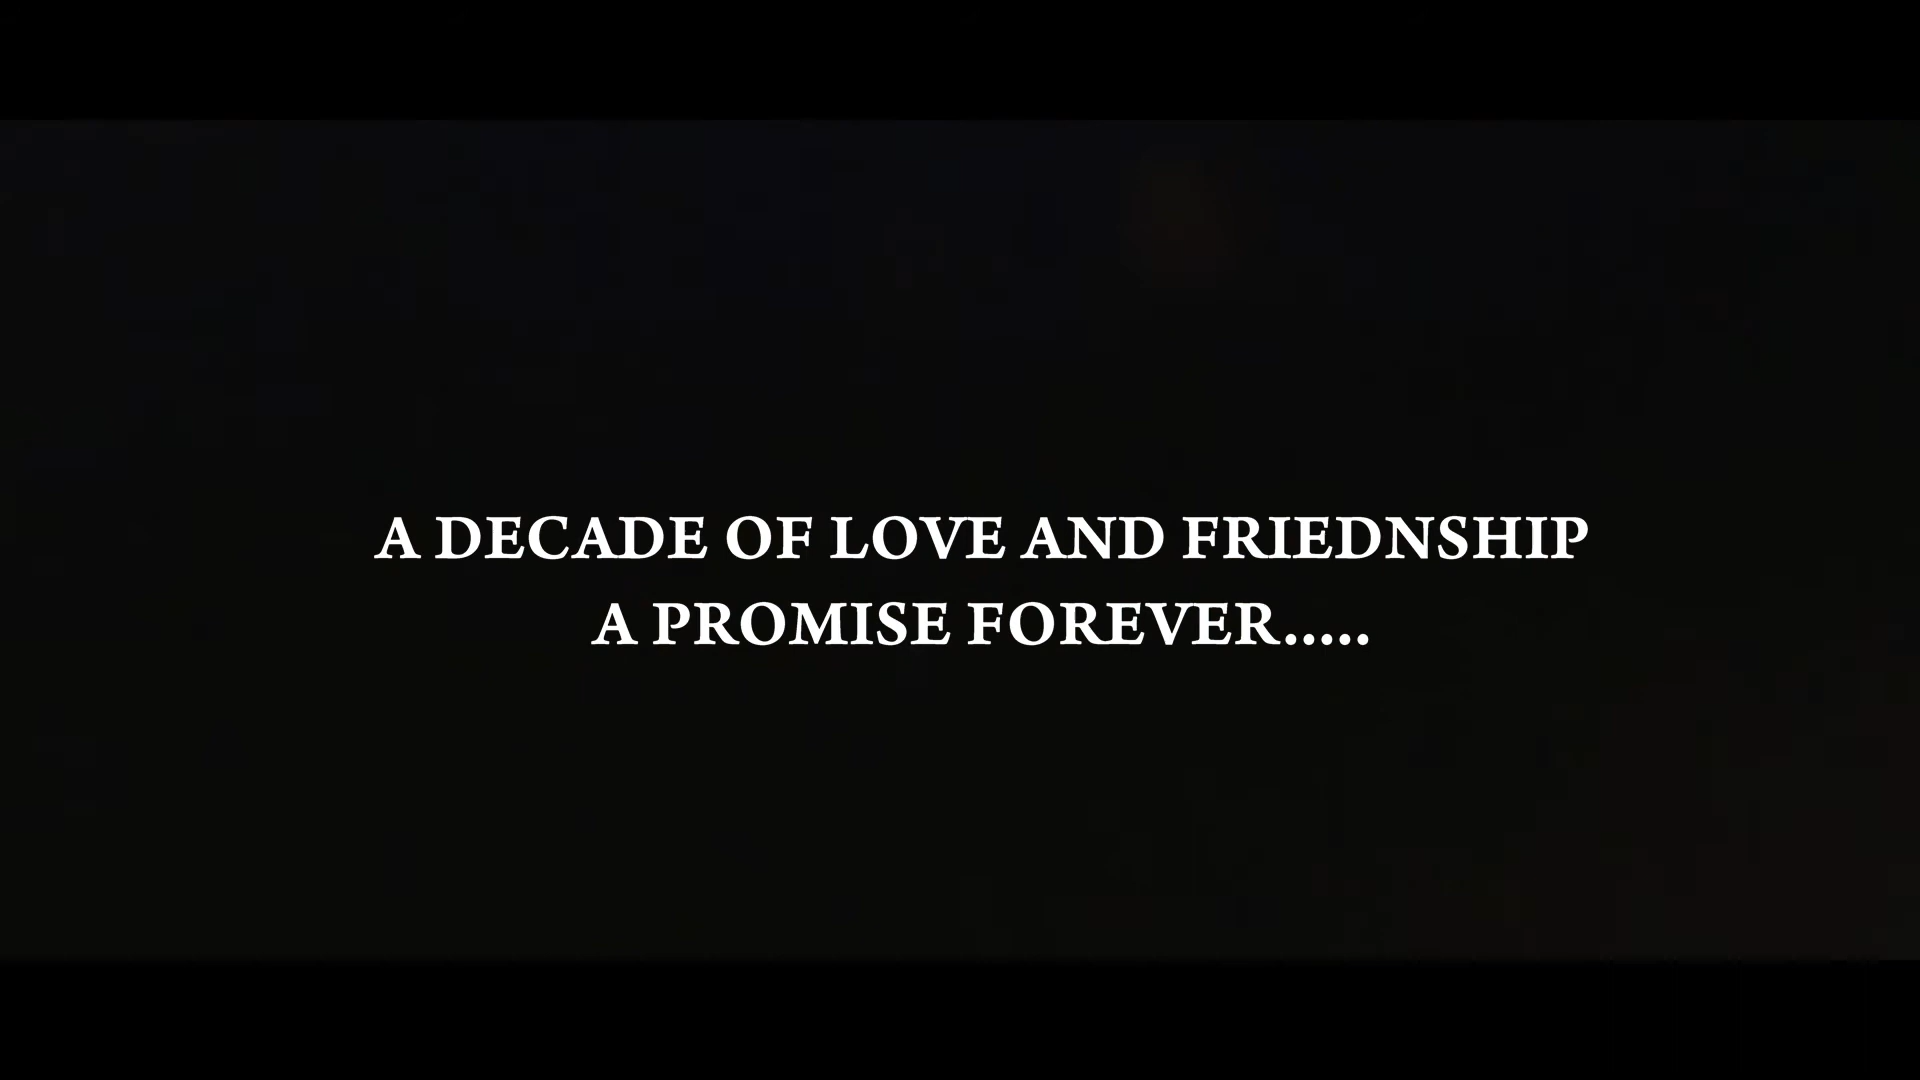 A DECADE OF LOVE AND FRIEDNSHIP
A PROMISE FOREVER.....